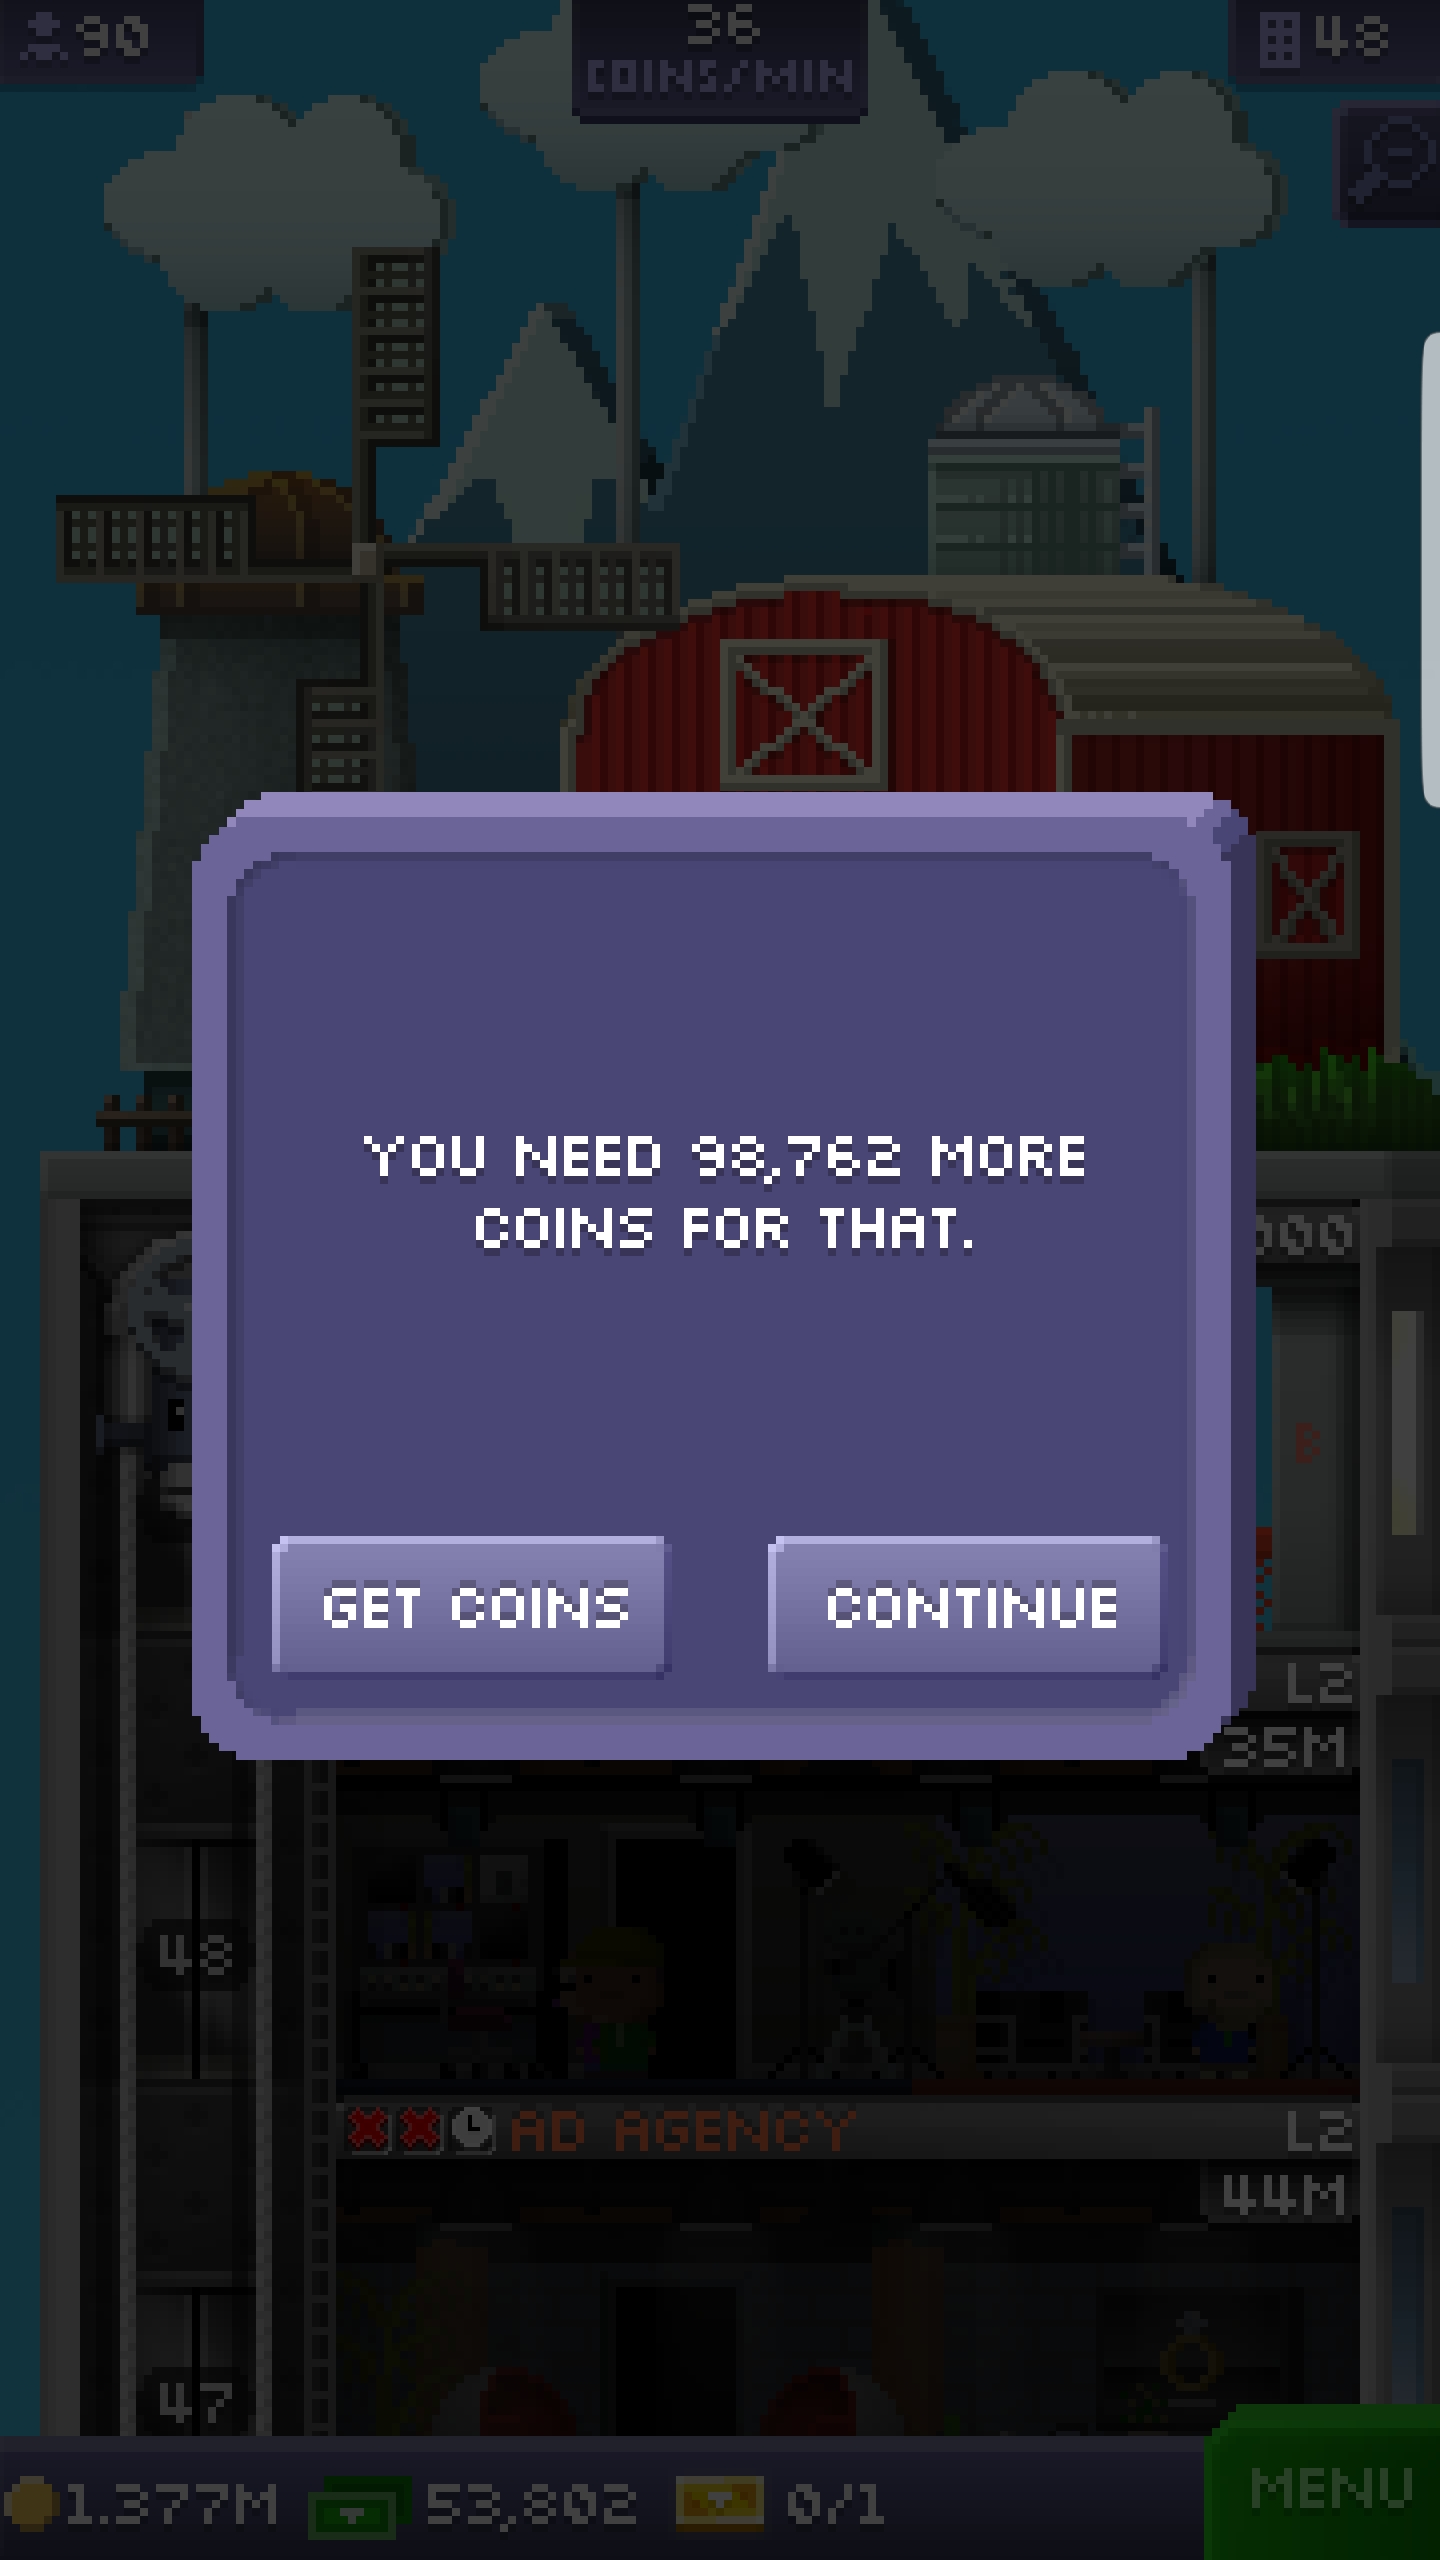 90
36
COINS/MIN
48
YOU NEED 98,762 MORE
COINS FOR THAT.
000
B
GET COINS
CONTINUE
L2
35M
48
AD AGENCY
L2
44M
47
1.377M
53,802
0/1
MENU